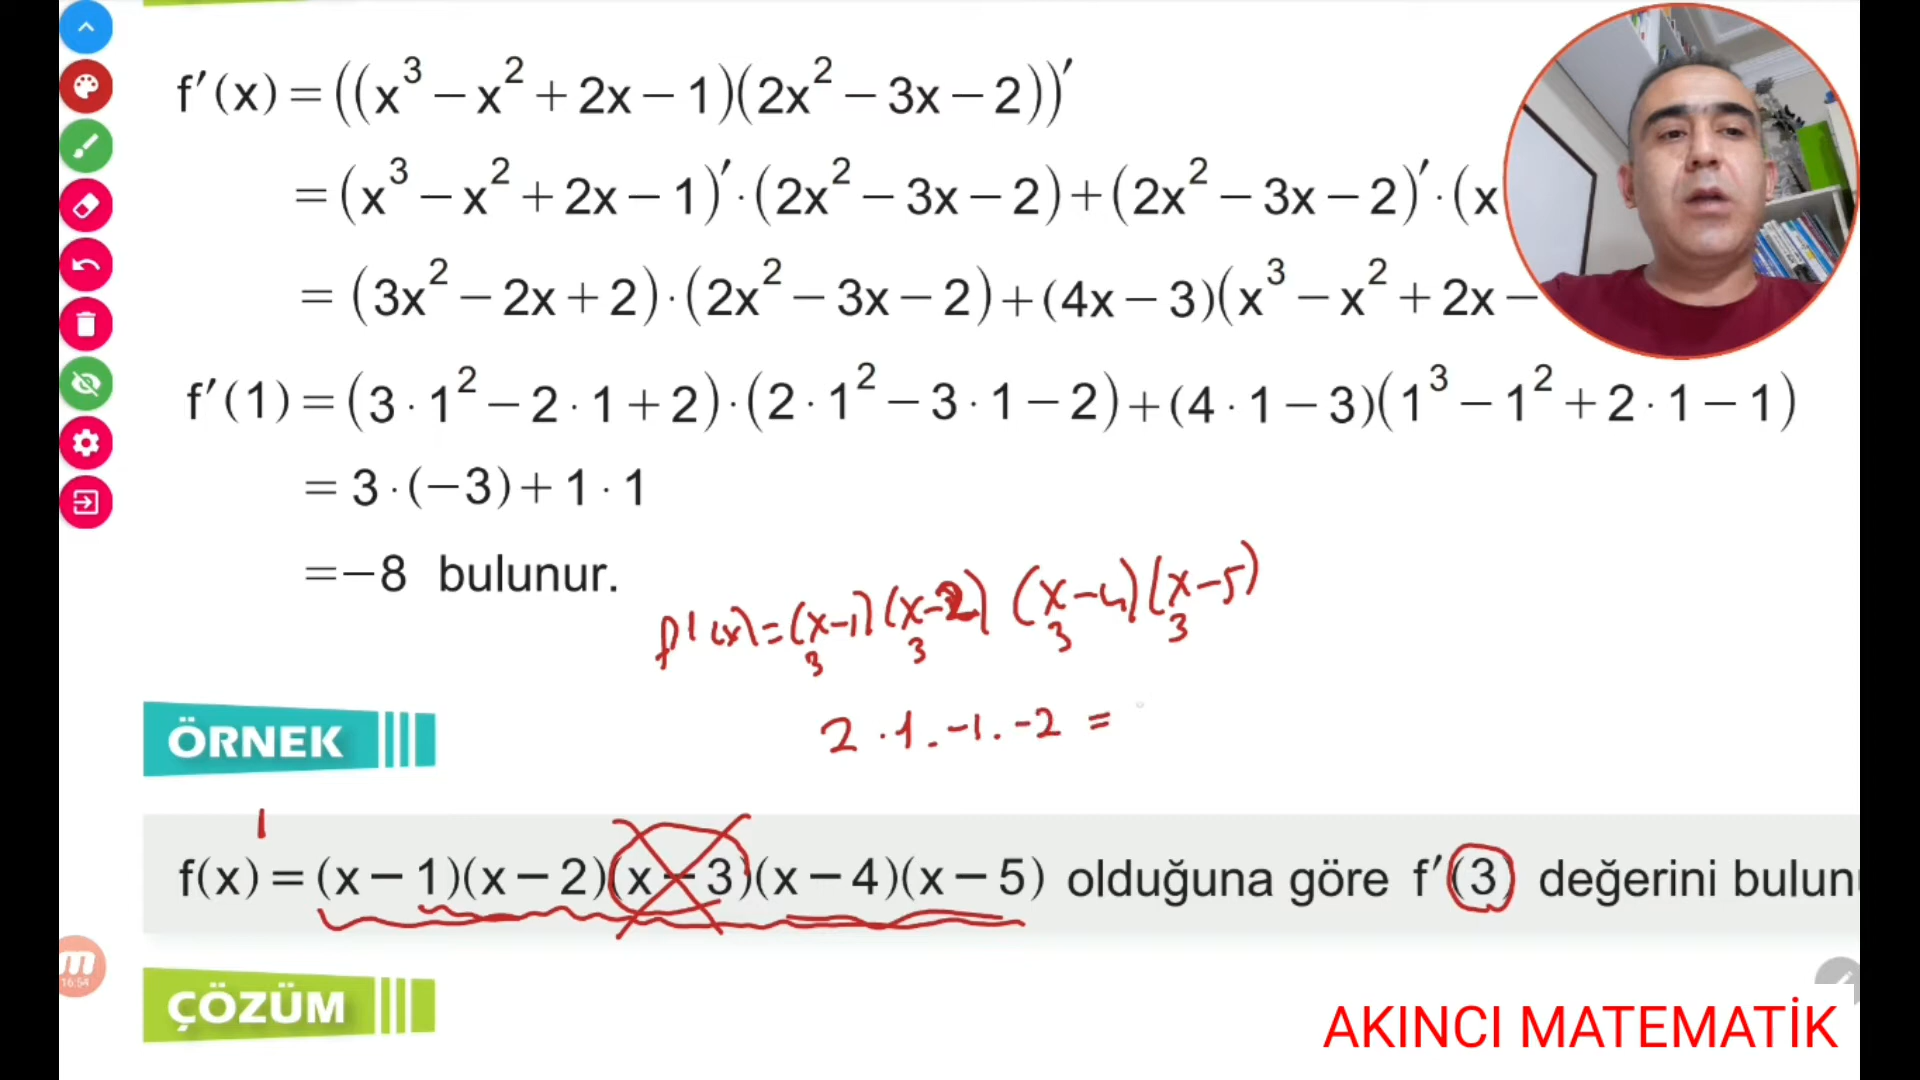 f′(x) = ((x³ − x² + 2x − 1)(2x² − 3x − 2))′
= (x³ − x² + 2x − 1)′ · (2x² − 3x − 2) + (2x² − 3x − 2)′ · (x
= (3x² − 2x + 2) · (2x² − 3x − 2) + (4x − 3)(x³ − x² + 2x −
f′(1) = (3 · 1² − 2 · 1 + 2) · (2 · 1² − 3 · 1 − 2) + (4 · 1 − 3)(1³ − 1² + 2 · 1 − 1)
= 3 · (−3) + 1 · 1
= −8 bulunur.
f'(x) = (x-1)(x-2) (x-4)(x-5)
3 3 3 3
2 · 1 . -1 . -2 =
ÖRNEK
f(x) = (x − 1)(x − 2)(x − 3)(x − 4)(x − 5) olduğuna göre f′(3) değerini bulun
16:54
ÇÖZÜM
AKINCI MATEMATİK